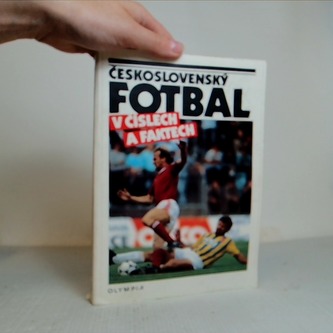 ČESKOSLOVENSKÝ
FOTBAL
V ČÍSLECH
A FAKTECH
OLYMPIA